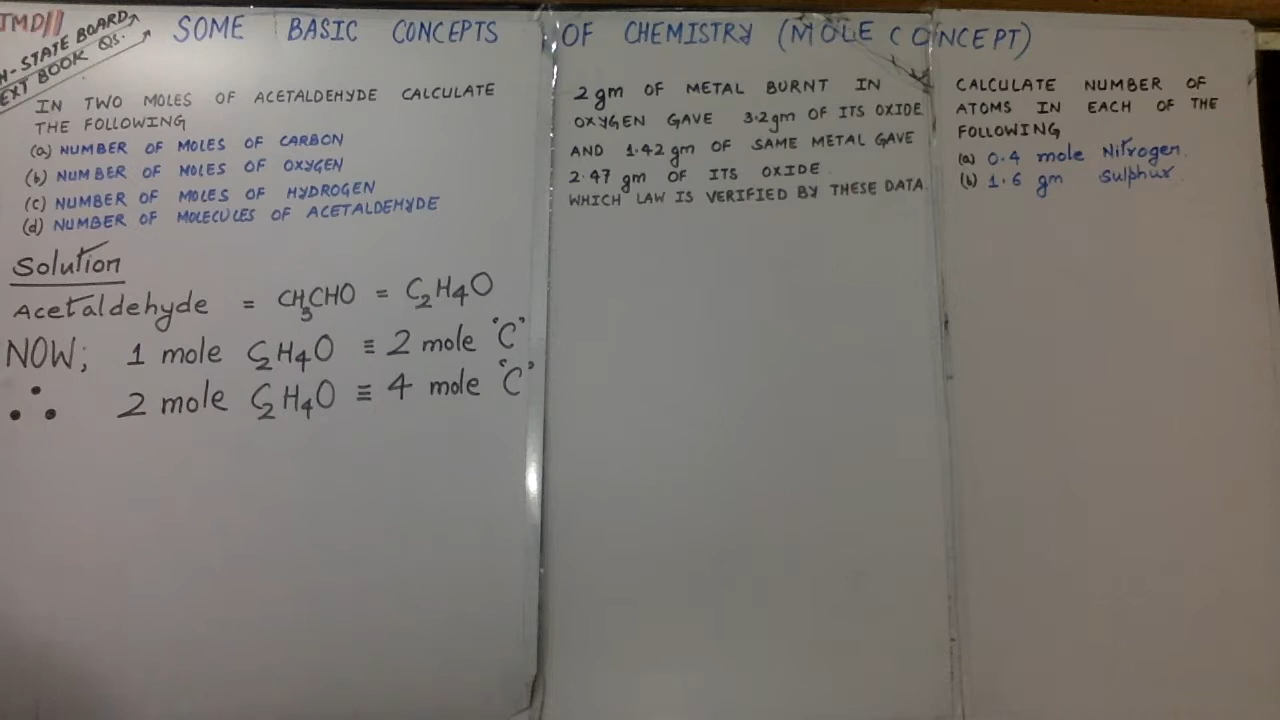 JMD//
H-STATE BOARD
EXT BOOK QS.
SOME BASIC CONCEPTS OF CHEMISTRY (MOLE CONCEPT)
IN TWO MOLES OF ACETALDEHYDE CALCULATE
THE FOLLOWING
(a) NUMBER OF MOLES OF CARBON
(b) NUMBER OF MOLES OF OXYGEN
(c) NUMBER OF MOLES OF HYDROGEN
(d) NUMBER OF MOLECULES OF ACETALDEHYDE
Solution
Acetaldehyde = CH₃CHO = C₂H₄O
NOW; 1 mole C₂H₄O ≡ 2 mole "C"
∴ 2 mole C₂H₄O ≡ 4 mole "C"
2 gm OF METAL BURNT IN
OXYGEN GAVE 3.2 gm OF ITS OXIDE
AND 1.42 gm OF SAME METAL GAVE
2.47 gm OF ITS OXIDE
WHICH LAW IS VERIFIED BY THESE DATA.
CALCULATE NUMBER OF
ATOMS IN EACH OF THE
FOLLOWING
(a) 0.4 mole Nitrogen.
(b) 1.6 gm Sulphur